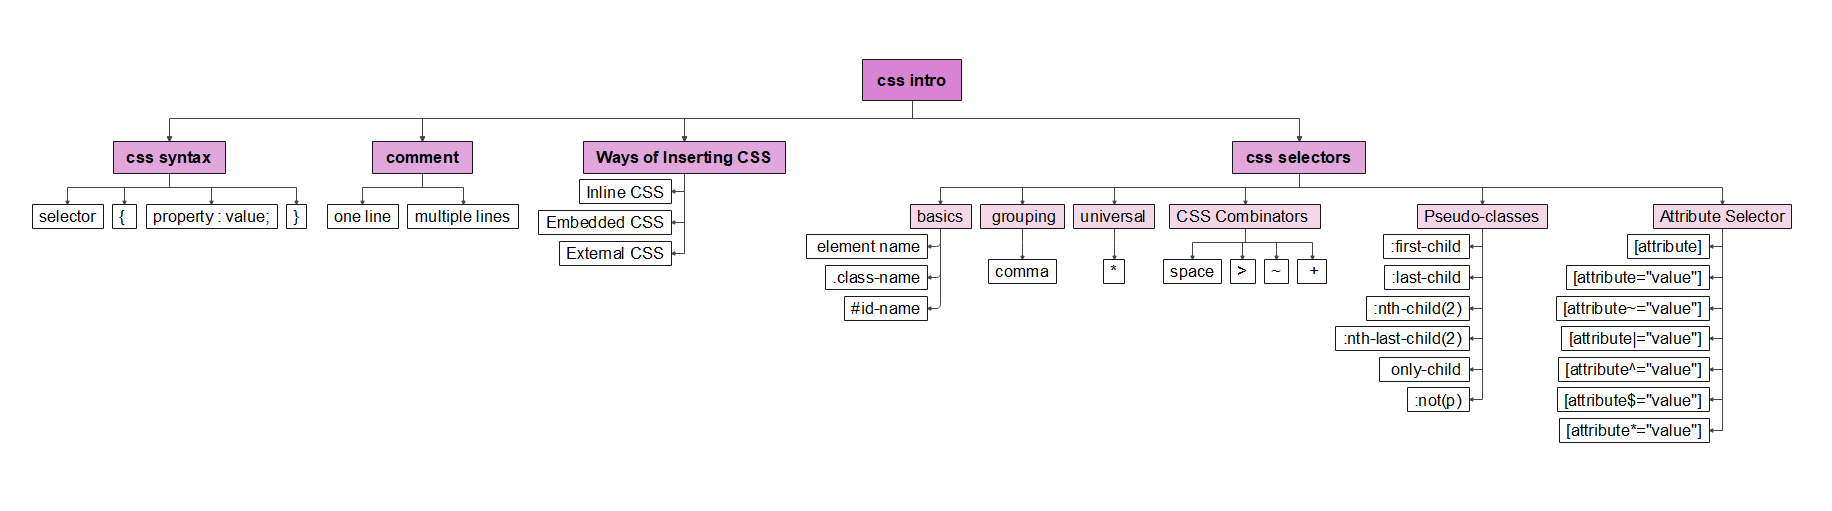 css intro
css syntax
comment
Ways of Inserting CSS
css selectors
selector
{
property : value;
}
one line
multiple lines
Inline CSS
Embedded CSS
External CSS
basics
grouping
universal
CSS Combinators
Pseudo-classes
Attribute Selector
element name
.class-name
#id-name
comma
*
space
>
~
+
:first-child
:last-child
:nth-child(2)
:nth-last-child(2)
only-child
:not(p)
[attribute]
[attribute="value"]
[attribute~="value"]
[attribute|="value"]
[attribute^="value"]
[attribute$="value"]
[attribute*="value"]